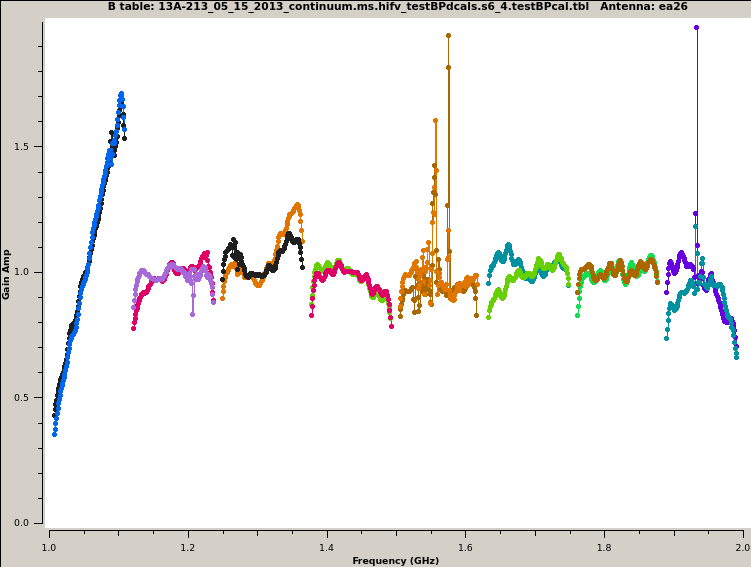 B table: 13A-213_05_15_2013_continuum.ms.hifv_testBPdcals.s6_4.testBPcal.tbl Antenna: ea26
1.5
1.0
0.5
0.0
Gain Amp
1.0 1.2 1.4 1.6 1.8 2.0
Frequency (GHz)